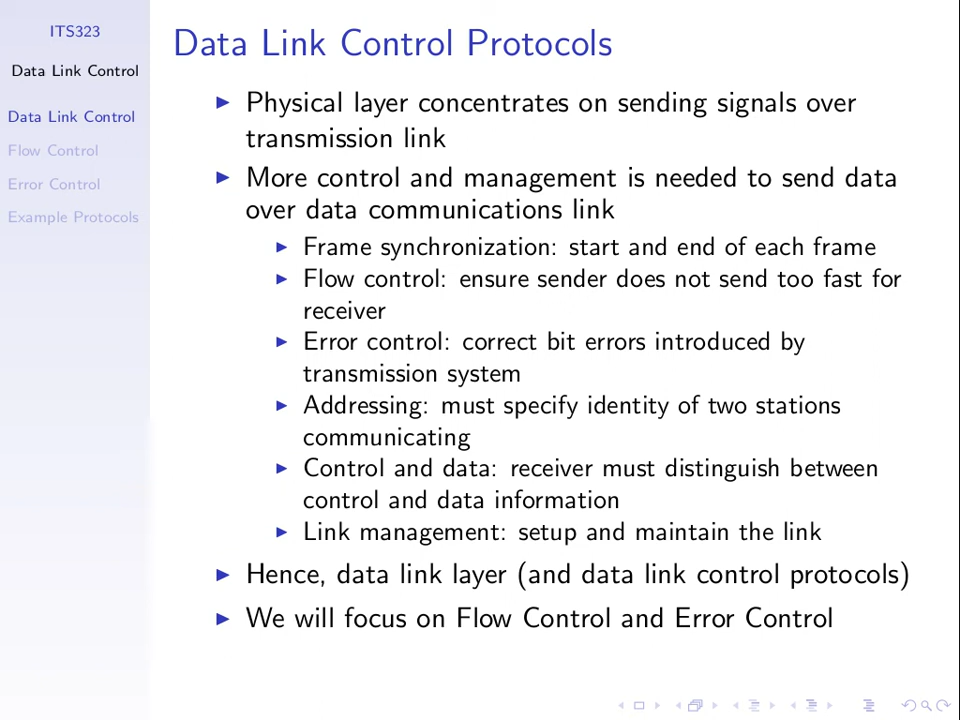 ITS323
Data Link Control
Data Link Control
Flow Control
Error Control
Example Protocols
Data Link Control Protocols
Physical layer concentrates on sending signals over
transmission link
More control and management is needed to send data
over data communications link
Frame synchronization: start and end of each frame
Flow control: ensure sender does not send too fast for
receiver
Error control: correct bit errors introduced by
transmission system
Addressing: must specify identity of two stations
communicating
Control and data: receiver must distinguish between
control and data information
Link management: setup and maintain the link
Hence, data link layer (and data link control protocols)
We will focus on Flow Control and Error Control